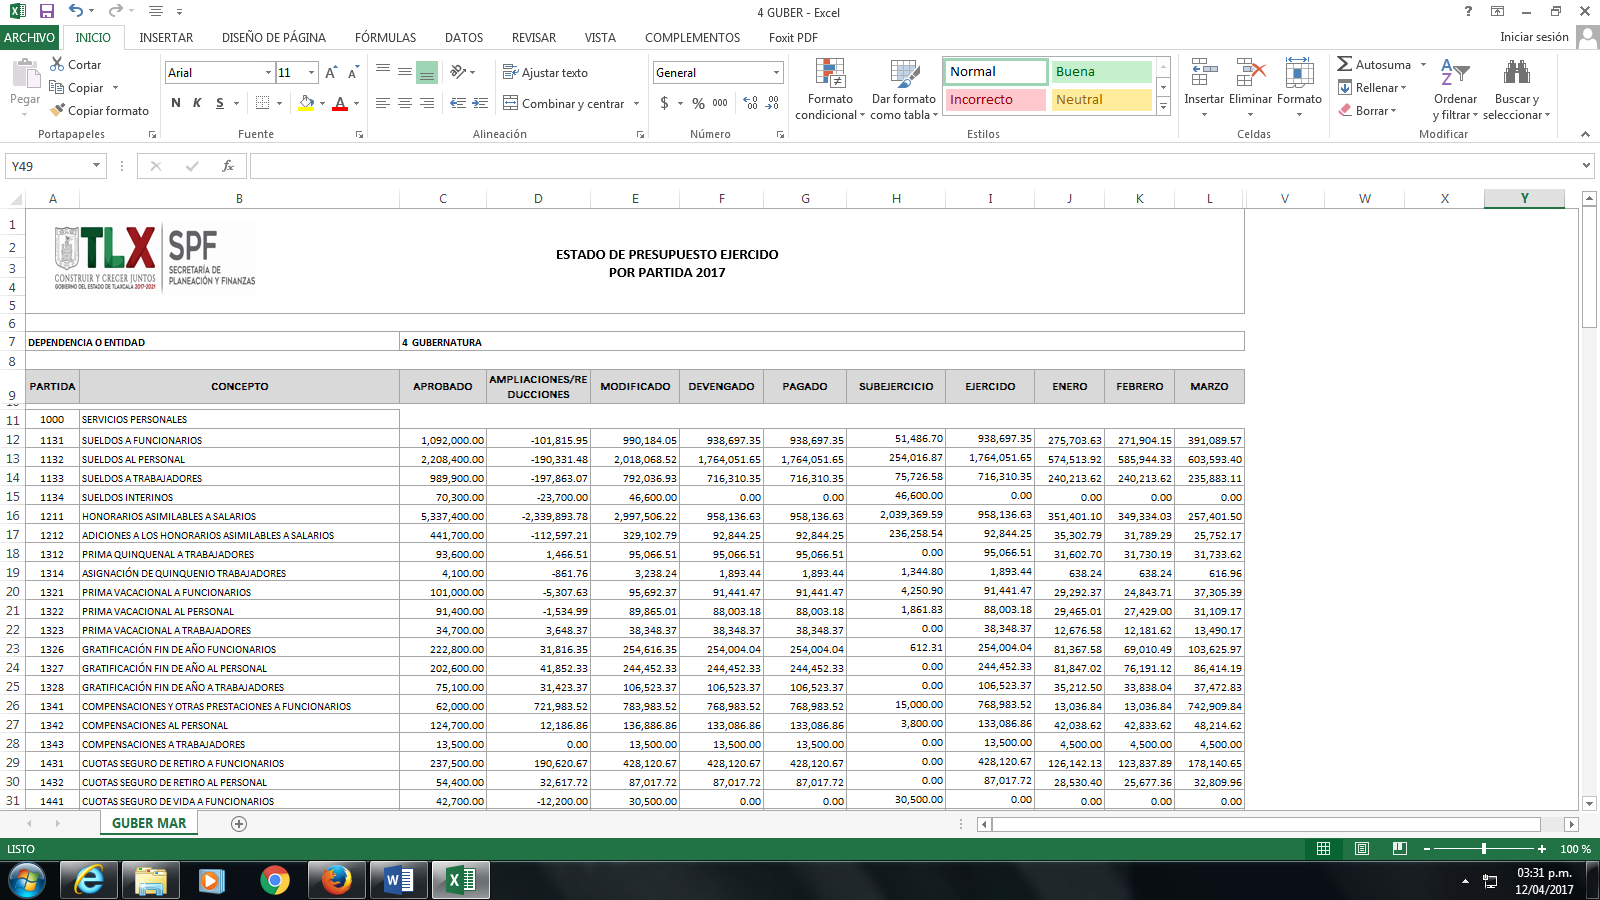 4 GUBER - Excel
ARCHIVO INICIO INSERTAR DISEÑO DE PÁGINA FÓRMULAS DATOS REVISAR VISTA COMPLEMENTOS Foxit PDF Iniciar sesión
Pegar Cortar Copiar Copiar formato Portapapeles
Arial 11 N K S Fuente
Ajustar texto Combinar y centrar Alineación
General $ % 000 Número
Formato condicional Dar formato como tabla Normal Buena Incorrecto Neutral Estilos
Insertar Eliminar Formato Celdas
Autosuma Rellenar Borrar Ordenar y filtrar Buscar y seleccionar Modificar
Y49 fx
A B C D E F G H I J K L V W X Y
TLX SPF
SECRETARÍA DE
PLANEACIÓN Y FINANZAS
CONSTRUIR Y CRECER JUNTOS
GOBIERNO DEL ESTADO DE TLAXCALA 2017-2021
1
2 ESTADO DE PRESUPUESTO EJERCIDO
3 POR PARTIDA 2017
4
5
6
7 DEPENDENCIA O ENTIDAD 4 GUBERNATURA
8
9 PARTIDA CONCEPTO APROBADO AMPLIACIONES/REDUCCIONES MODIFICADO DEVENGADO PAGADO SUBEJERCICIO EJERCIDO ENERO FEBRERO MARZO
11 1000 SERVICIOS PERSONALES
12 1131 SUELDOS A FUNCIONARIOS 1,092,000.00 -101,815.95 990,184.05 938,697.35 938,697.35 51,486.70 938,697.35 275,703.63 271,904.15 391,089.57
13 1132 SUELDOS AL PERSONAL 2,208,400.00 -190,331.48 2,018,068.52 1,764,051.65 1,764,051.65 254,016.87 1,764,051.65 574,513.92 585,944.33 603,593.40
14 1133 SUELDOS A TRABAJADORES 989,900.00 -197,863.07 792,036.93 716,310.35 716,310.35 75,726.58 716,310.35 240,213.62 240,213.62 235,883.11
15 1134 SUELDOS INTERINOS 70,300.00 -23,700.00 46,600.00 0.00 0.00 46,600.00 0.00 0.00 0.00 0.00
16 1211 HONORARIOS ASIMILABLES A SALARIOS 5,337,400.00 -2,339,893.78 2,997,506.22 958,136.63 958,136.63 2,039,369.59 958,136.63 351,401.10 349,334.03 257,401.50
17 1212 ADICIONES A LOS HONORARIOS ASIMILABLES A SALARIOS 441,700.00 -112,597.21 329,102.79 92,844.25 92,844.25 236,258.54 92,844.25 35,302.79 31,789.29 25,752.17
18 1312 PRIMA QUINQUENAL A TRABAJADORES 93,600.00 1,466.51 95,066.51 95,066.51 95,066.51 0.00 95,066.51 31,602.70 31,730.19 31,733.62
19 1314 ASIGNACIÓN DE QUINQUENIO TRABAJADORES 4,100.00 -861.76 3,238.24 1,893.44 1,893.44 1,344.80 1,893.44 638.24 638.24 616.96
20 1321 PRIMA VACACIONAL A FUNCIONARIOS 101,000.00 -5,307.63 95,692.37 91,441.47 91,441.47 4,250.90 91,441.47 29,292.37 24,843.71 37,305.39
21 1322 PRIMA VACACIONAL AL PERSONAL 91,400.00 -1,534.99 89,865.01 88,003.18 88,003.18 1,861.83 88,003.18 29,465.01 27,429.00 31,109.17
22 1323 PRIMA VACACIONAL A TRABAJADORES 34,700.00 3,648.37 38,348.37 38,348.37 38,348.37 0.00 38,348.37 12,676.58 12,181.62 13,490.17
23 1326 GRATIFICACIÓN FIN DE AÑO FUNCIONARIOS 222,800.00 31,816.35 254,616.35 254,004.04 254,004.04 612.31 254,004.04 81,367.58 69,010.49 103,625.97
24 1327 GRATIFICACIÓN FIN DE AÑO AL PERSONAL 202,600.00 41,852.33 244,452.33 244,452.33 244,452.33 0.00 244,452.33 81,847.02 76,191.12 86,414.19
25 1328 GRATIFICACIÓN FIN DE AÑO A TRABAJADORES 75,100.00 31,423.37 106,523.37 106,523.37 106,523.37 0.00 106,523.37 35,212.50 33,838.04 37,472.83
26 1341 COMPENSACIONES Y OTRAS PRESTACIONES A FUNCIONARIOS 62,000.00 721,983.52 783,983.52 768,983.52 768,983.52 15,000.00 768,983.52 13,036.84 13,036.84 742,909.84
27 1342 COMPENSACIONES AL PERSONAL 124,700.00 12,186.86 136,886.86 133,086.86 133,086.86 3,800.00 133,086.86 42,038.62 42,833.62 48,214.62
28 1343 COMPENSACIONES A TRABAJADORES 13,500.00 0.00 13,500.00 13,500.00 13,500.00 0.00 13,500.00 4,500.00 4,500.00 4,500.00
29 1431 CUOTAS SEGURO DE RETIRO A FUNCIONARIOS 237,500.00 190,620.67 428,120.67 428,120.67 428,120.67 0.00 428,120.67 126,142.13 123,837.89 178,140.65
30 1432 CUOTAS SEGURO DE RETIRO AL PERSONAL 54,400.00 32,617.72 87,017.72 87,017.72 87,017.72 0.00 87,017.72 28,530.40 25,677.36 32,809.96
31 1441 CUOTAS SEGURO DE VIDA A FUNCIONARIOS 42,700.00 -12,200.00 30,500.00 0.00 0.00 30,500.00 0.00 0.00 0.00 0.00
GUBER MAR
LISTO 100 %
03:31 p.m.
12/04/2017